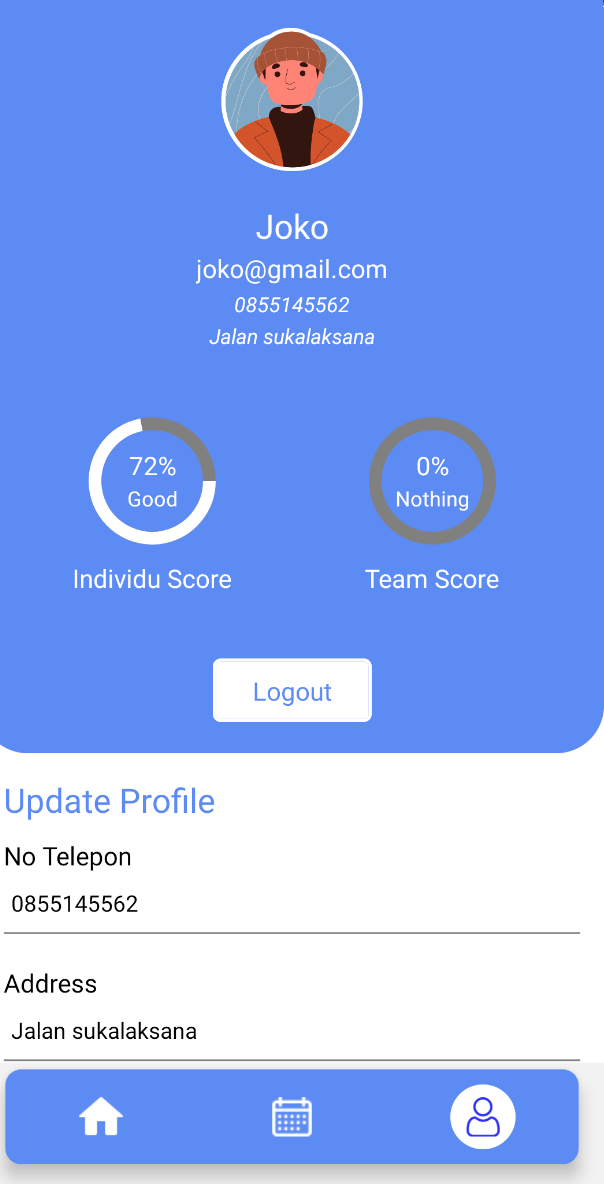 Joko
joko@gmail.com
0855145562
Jalan sukalaksana
72%
Good
Individu Score
0%
Nothing
Team Score
Logout
Update Profile
No Telepon
0855145562
Address
Jalan sukalaksana